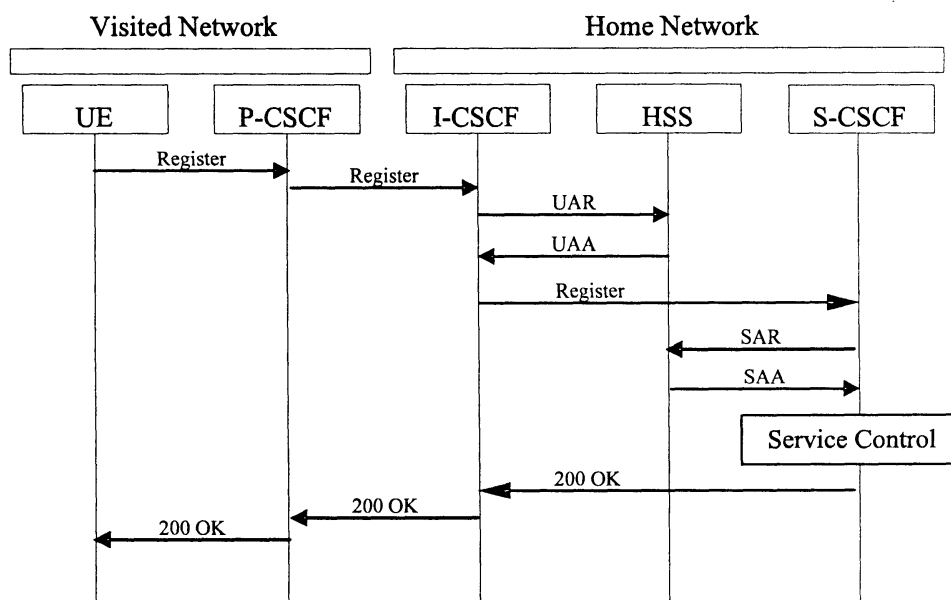 Visited Network
Home Network
UE
P-CSCF
I-CSCF
HSS
S-CSCF
Register
Register
UAR
UAA
Register
SAR
SAA
Service Control
200 OK
200 OK
200 OK